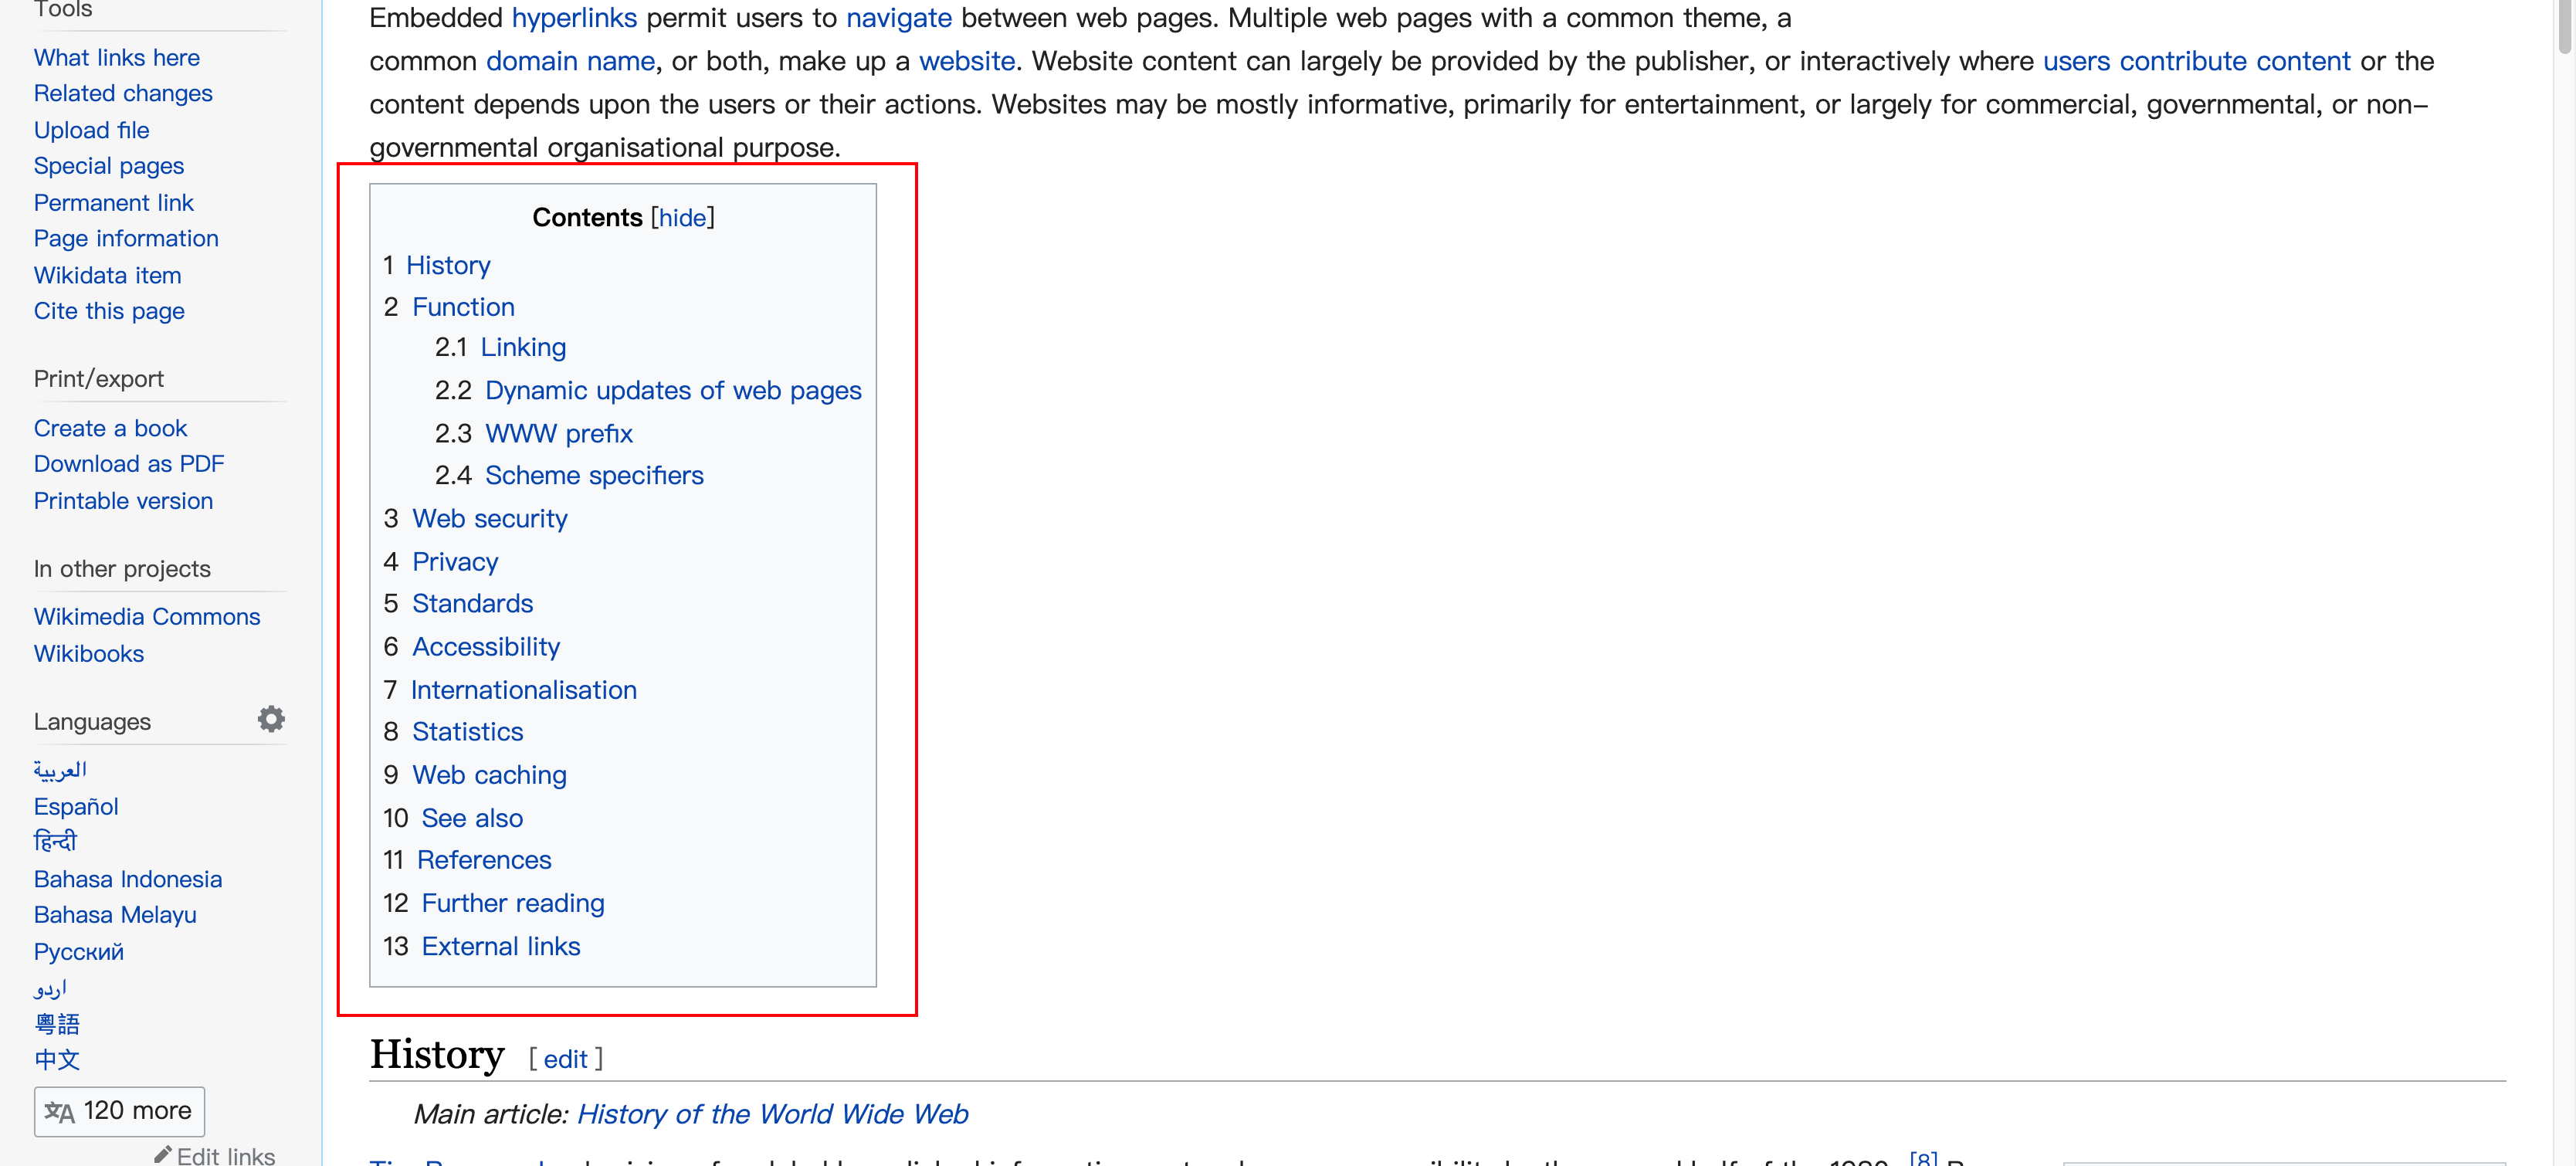 Tools
What links here
Related changes
Upload file
Special pages
Permanent link
Page information
Wikidata item
Cite this page
Print/export
Create a book
Download as PDF
Printable version
In other projects
Wikimedia Commons
Wikibooks
Languages
العربية
Español
हिन्दी
Bahasa Indonesia
Bahasa Melayu
Русский
اردو
粵語
中文
120 more
Edit links
Embedded hyperlinks permit users to navigate between web pages. Multiple web pages with a common theme, a
common domain name, or both, make up a website. Website content can largely be provided by the publisher, or interactively where users contribute content or the
content depends upon the users or their actions. Websites may be mostly informative, primarily for entertainment, or largely for commercial, governmental, or non-
governmental organisational purpose.
Contents [hide]
1 History
2 Function
2.1 Linking
2.2 Dynamic updates of web pages
2.3 WWW prefix
2.4 Scheme specifiers
3 Web security
4 Privacy
5 Standards
6 Accessibility
7 Internationalisation
8 Statistics
9 Web caching
10 See also
11 References
12 Further reading
13 External links
History [ edit ]
Main article: History of the World Wide Web